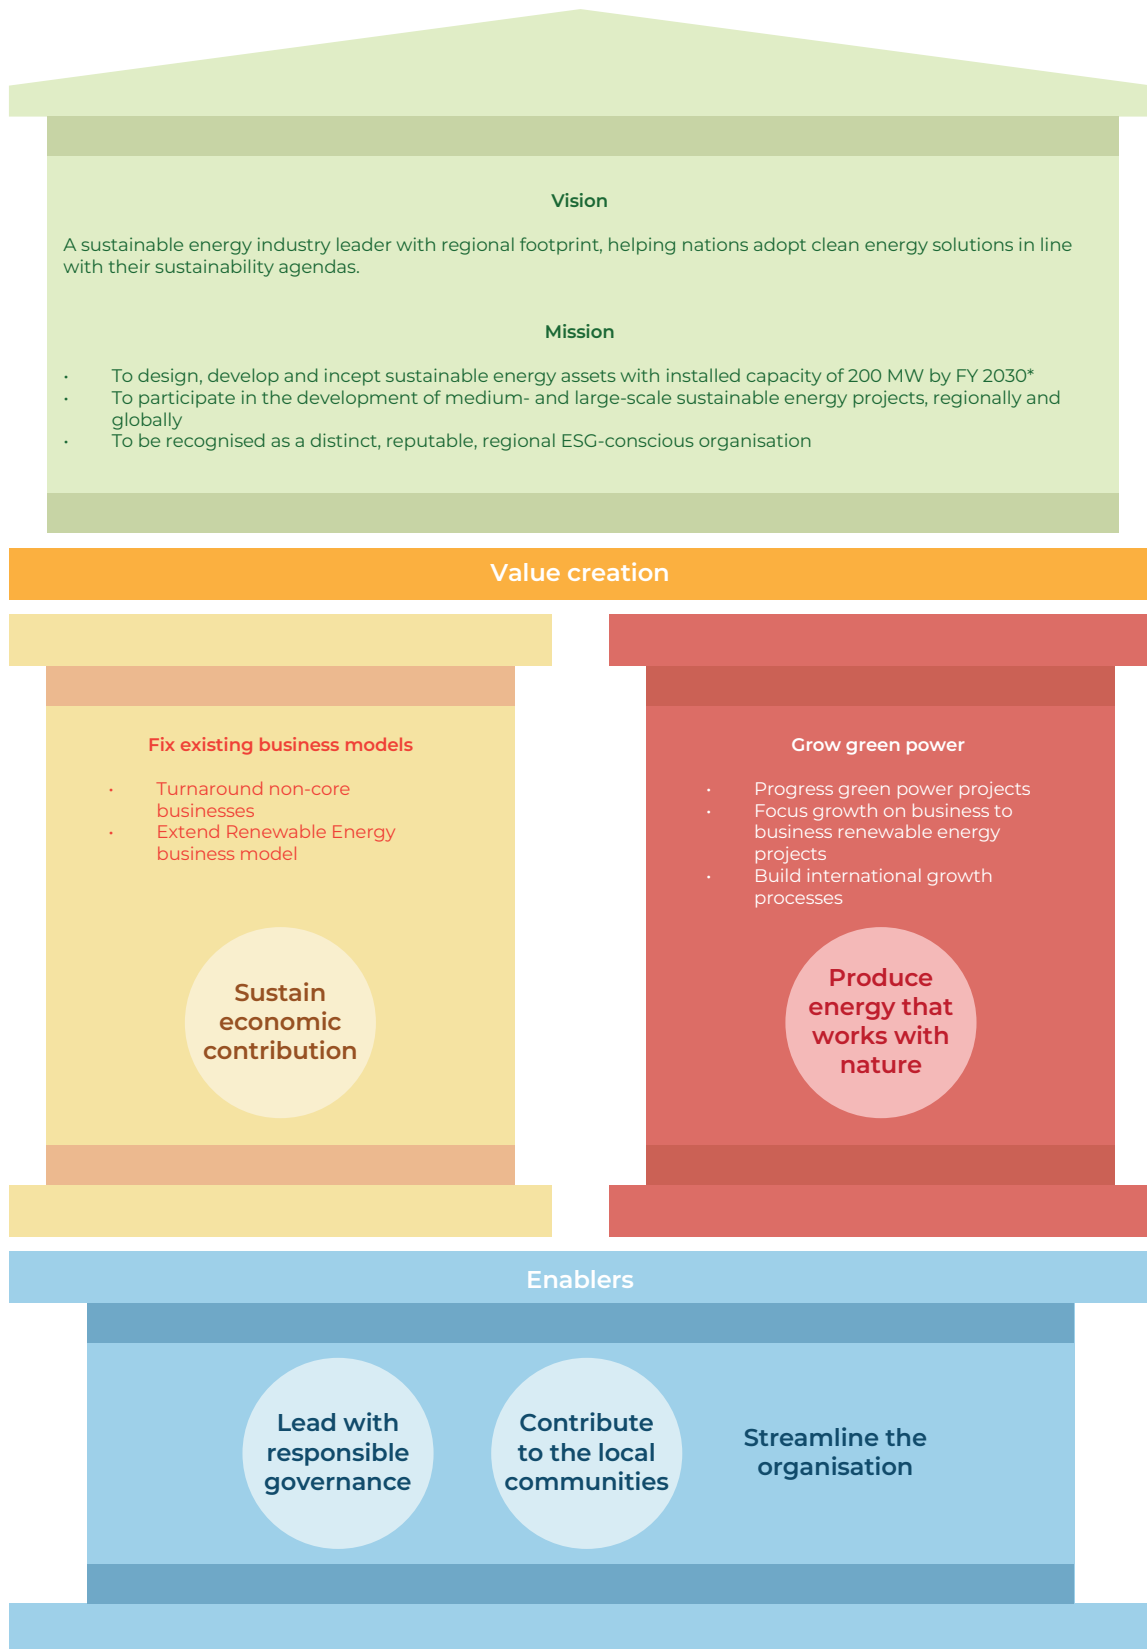 Vision
A sustainable energy industry leader with regional footprint, helping nations adopt clean energy solutions in line
with their sustainability agendas.
Mission
• To design, develop and incept sustainable energy assets with installed capacity of 200 MW by FY 2030*
• To participate in the development of medium- and large-scale sustainable energy projects, regionally and
globally
• To be recognised as a distinct, reputable, regional ESG-conscious organisation
Value creation
Fix existing business models
• Turnaround non-core
businesses
• Extend Renewable Energy
business model
Sustain
economic
contribution
Grow green power
• Progress green power projects
• Focus growth on business to
business renewable energy
projects
• Build international growth
processes
Produce
energy that
works with
nature
Enablers
Lead with
responsible
governance
Contribute
to the local
communities
Streamline the
organisation